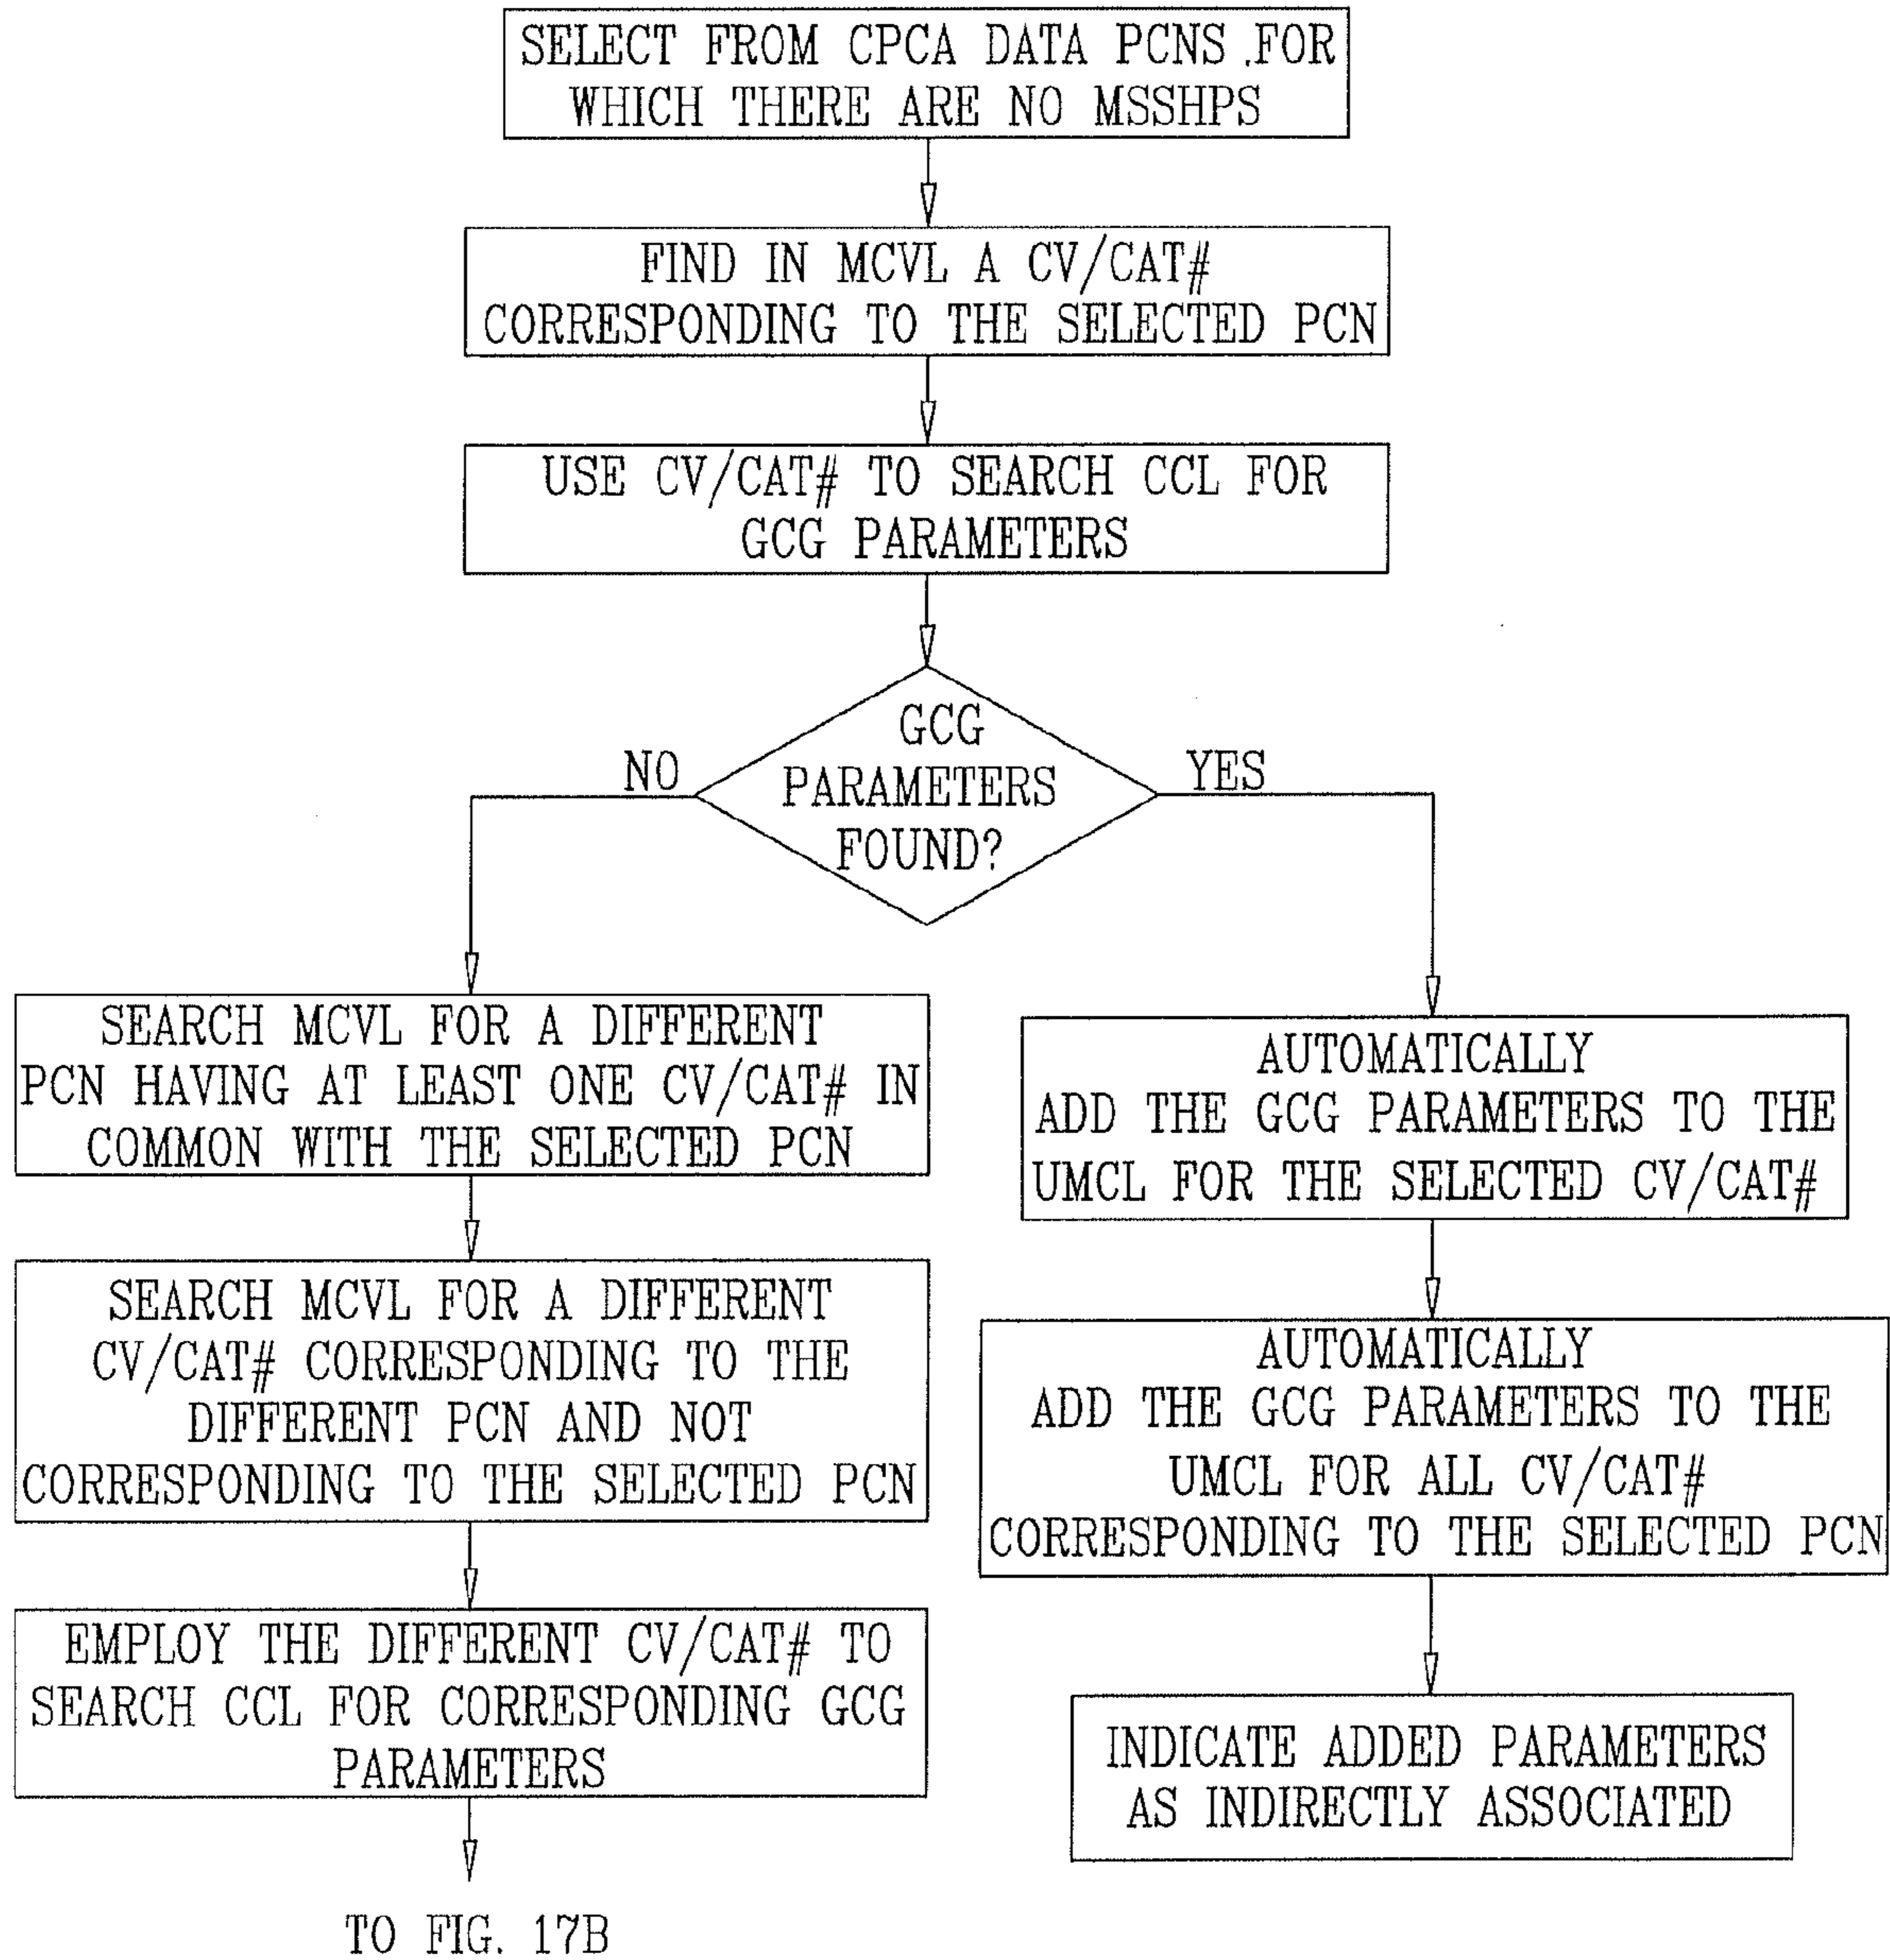 SELECT FROM CPCA DATA PCNS .FOR
WHICH THERE ARE NO MSSHPS
FIND IN MCVL A CV/CAT#
CORRESPONDING TO THE SELECTED PCN
USE CV/CAT# TO SEARCH CCL FOR
GCG PARAMETERS
GCG
PARAMETERS
FOUND?
NO
YES
SEARCH MCVL FOR A DIFFERENT
PCN HAVING AT LEAST ONE CV/CAT# IN
COMMON WITH THE SELECTED PCN
SEARCH MCVL FOR A DIFFERENT
CV/CAT# CORRESPONDING TO THE
DIFFERENT PCN AND NOT
CORRESPONDING TO THE SELECTED PCN
EMPLOY THE DIFFERENT CV/CAT# TO
SEARCH CCL FOR CORRESPONDING GCG
PARAMETERS
TO FIG. 17B
AUTOMATICALLY
ADD THE GCG PARAMETERS TO THE
UMCL FOR THE SELECTED CV/CAT#
AUTOMATICALLY
ADD THE GCG PARAMETERS TO THE
UMCL FOR ALL CV/CAT#
CORRESPONDING TO THE SELECTED PCN
INDICATE ADDED PARAMETERS
AS INDIRECTLY ASSOCIATED